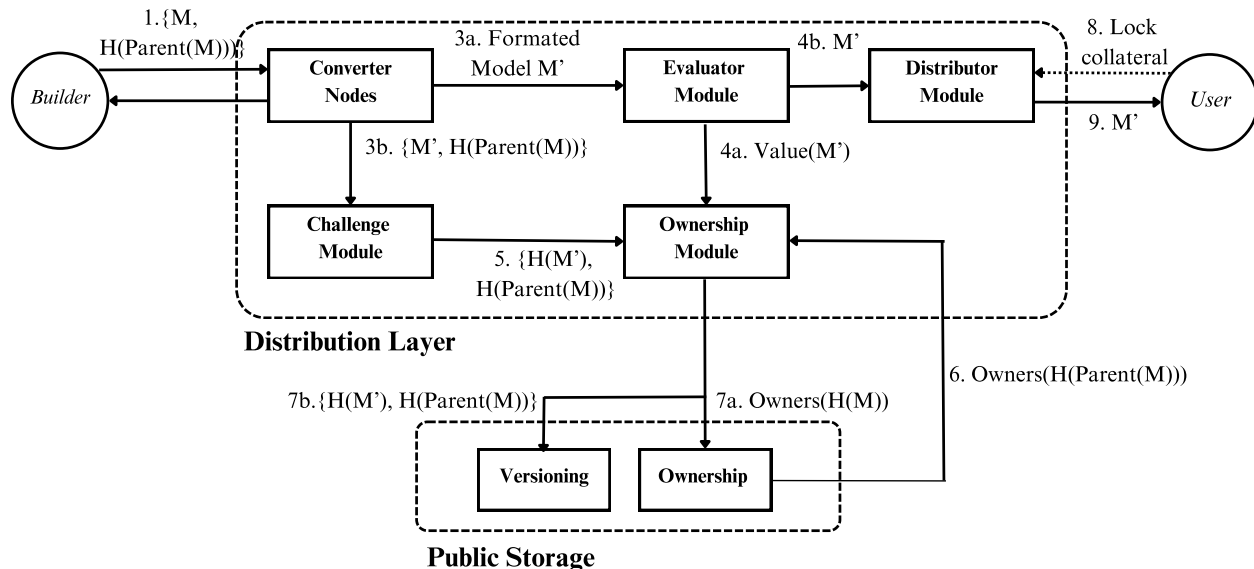 1.{M,
H(Parent(M)))}
Builder
Converter
Nodes
3a. Formated
Model M’
Evaluator
Module
4b. M’
Distributor
Module
8. Lock
collateral
User
9. M’
3b. {M’, H(Parent(M))}
4a. Value(M’)
Challenge
Module
5. {H(M’),
H(Parent(M))}
Ownership
Module
Distribution Layer
6. Owners(H(Parent(M)))
7b.{H(M’), H(Parent(M))}
7a. Owners(H(M))
Versioning
Ownership
Public Storage